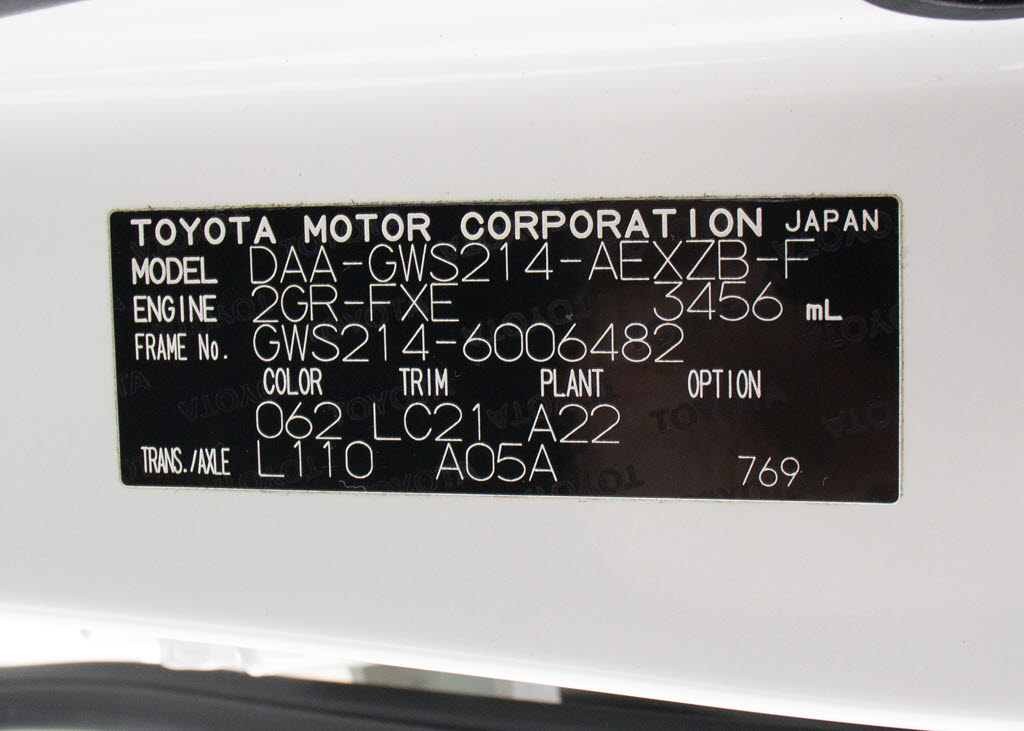 TOYOTA MOTOR CORPORATION JAPAN
MODEL DAA-GWS214-AEXZB-F
ENGINE 2GR-FXE 3456 mL
FRAME No. GWS214-6006482
COLOR TRIM PLANT OPTION
062 LC21 A22
TRANS./AXLE L110 A05A 769